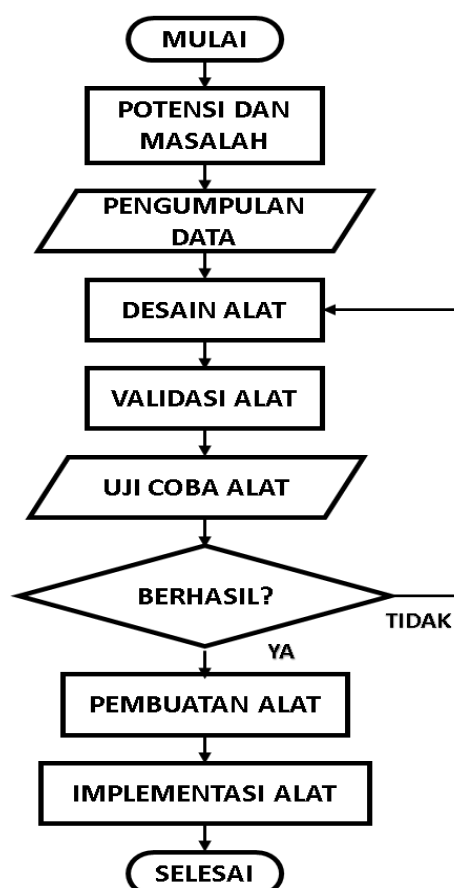 MULAI
POTENSI DAN
MASALAH
PENGUMPULAN
DATA
DESAIN ALAT
VALIDASI ALAT
UJI COBA ALAT
BERHASIL?
TIDAK
YA
PEMBUATAN ALAT
IMPLEMENTASI ALAT
SELESAI